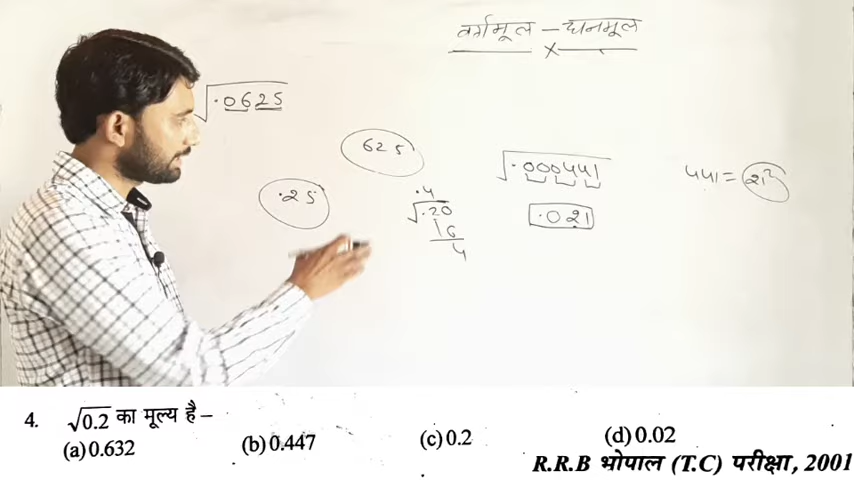 वर्गमूल – घनमूल
×
√.0625
625
.25
.4
√.20
16
4
√.000441
.021
441 = 21²
4. √0.2 का मूल्य है –
(a) 0.632 (b) 0.447 (c) 0.2 (d) 0.02
R.R.B भोपाल (T.C) परीक्षा, 2001